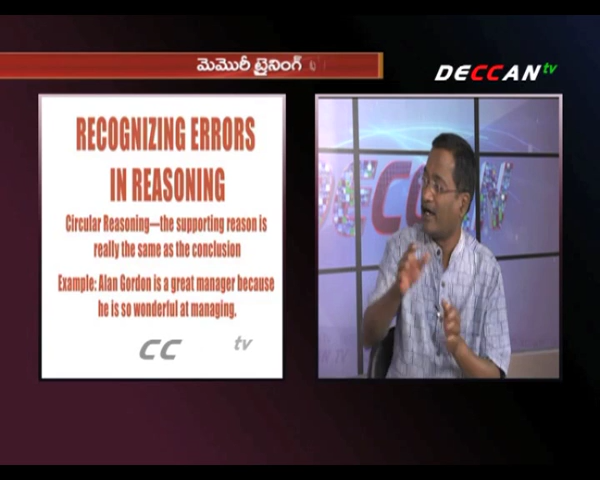 మెమొరీ ట్రైనింగ్
DECCAN tv
RECOGNIZING ERRORS
IN REASONING
Circular Reasoning—the supporting reason is
really the same as the conclusion
Example: Alan Gordon is a great manager because
he is so wonderful at managing,
CC tv
DECC N